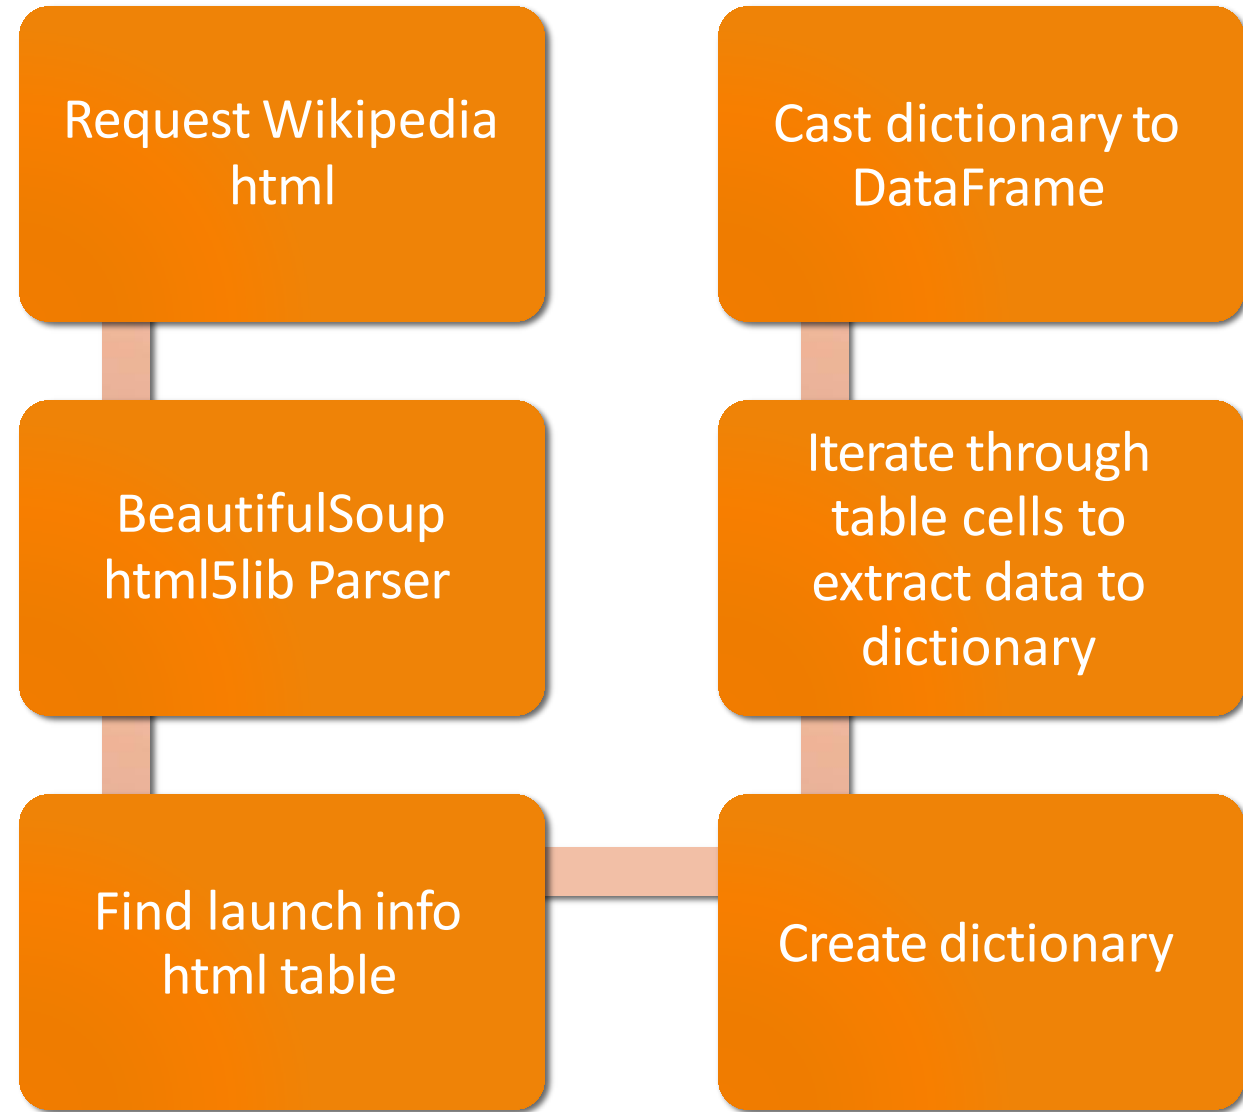 Request Wikipedia
html
BeautifulSoup
html5lib Parser
Find launch info
html table
Create dictionary
Iterate through
table cells to
extract data to
dictionary
Cast dictionary to
DataFrame